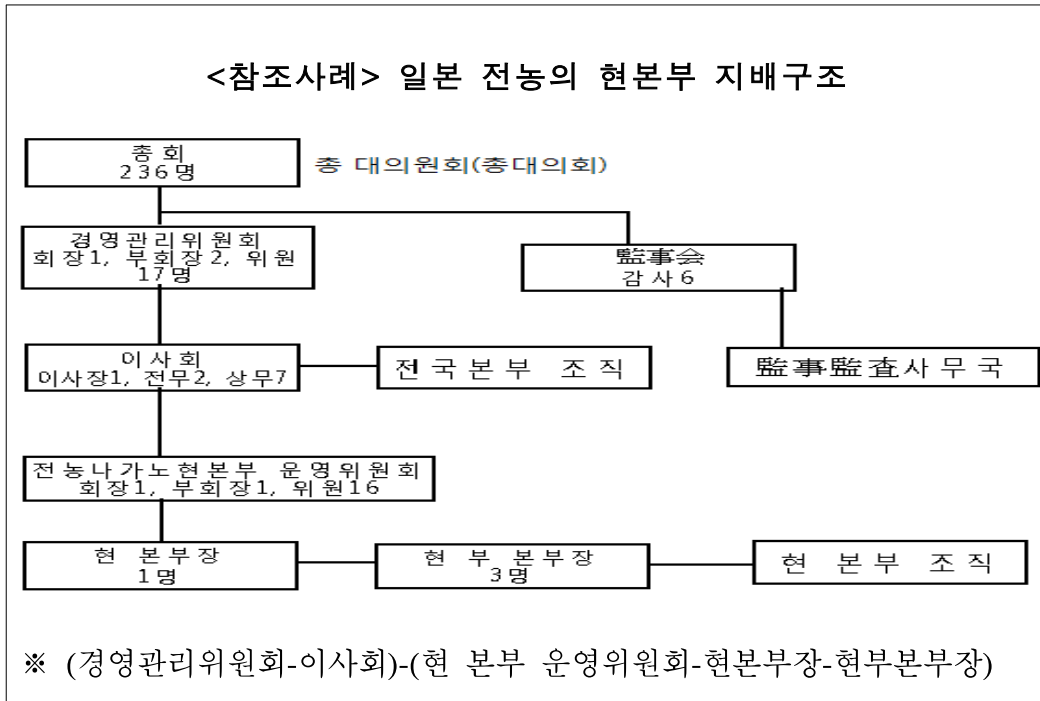 <참조사례> 일본 전농의 현본부 지배구조
총회
236명
총 대의원회(총대의회)
경영관리위원회
회장1, 부회장2, 위원
17명
監事会
감사6
이사회
이사장1, 전무2, 상무7
전국본부 조직
監事監査사무국
전농나가노현본부 운영위원회
회장1, 부회장1, 위원16
현 본부장
1명
현 부 본부장
3명
현 본부 조직
※ (경영관리위원회-이사회)-(현 본부 운영위원회-현본부장-현부본부장)